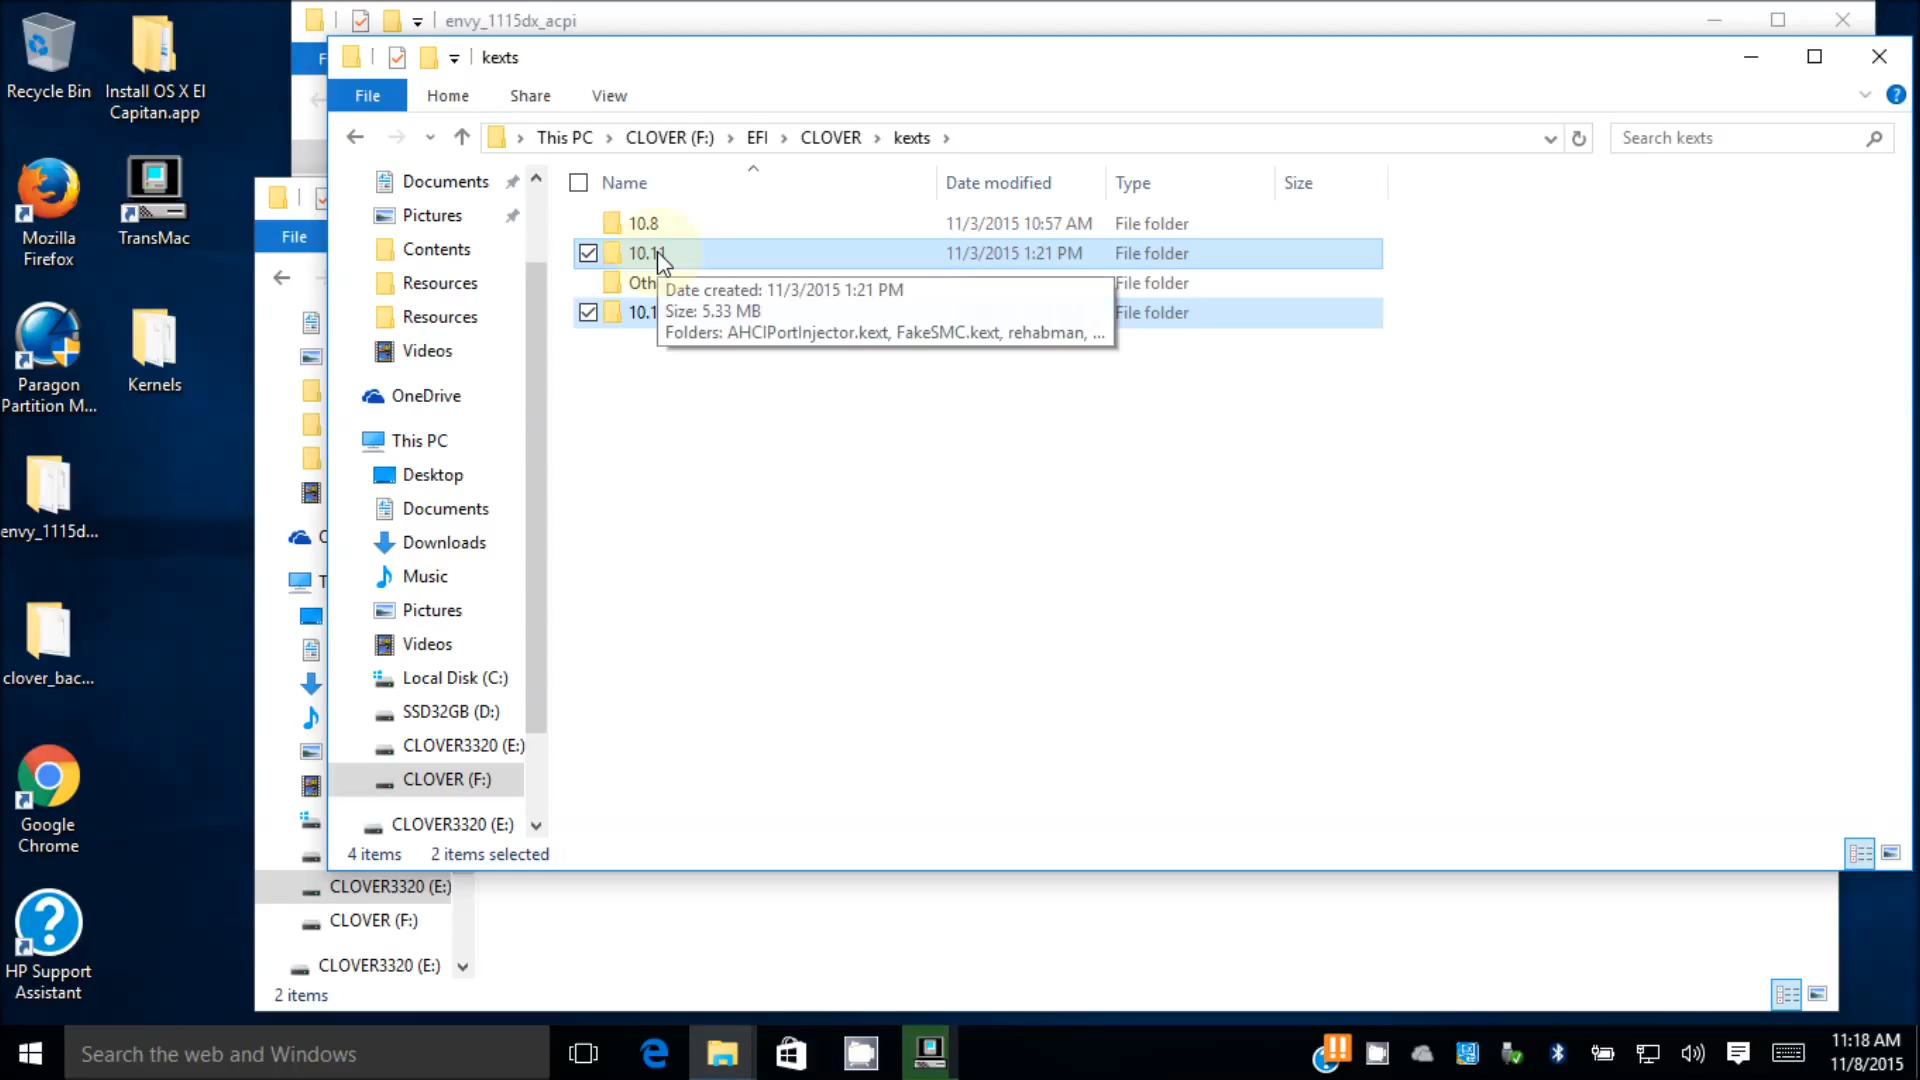 Recycle Bin
Install OS X El
Capitan.app
Mozilla
Firefox
TransMac
Paragon
Partition M...
Kernels
envy_1115d...
clover_bac...
Google
Chrome
HP Support
Assistant
envy_1115dx_acpi
kexts
File
Home
Share
View
This PC
CLOVER (F:)
EFI
CLOVER
kexts
Search kexts
Documents
Pictures
Contents
Resources
Resources
Videos
OneDrive
This PC
Desktop
Documents
Downloads
Music
Pictures
Videos
Local Disk (C:)
SSD32GB (D:)
CLOVER3320 (E:)
CLOVER (F:)
CLOVER3320 (E:)
Name
Date modified
Type
Size
10.8
11/3/2015 10:57 AM
File folder
10.11
11/3/2015 1:21 PM
File folder
Oth
File folder
10.1
File folder
Date created: 11/3/2015 1:21 PM
Size: 5.33 MB
Folders: AHCIPortInjector.kext, FakeSMC.kext, rehabman, ...
4 items
2 items selected
File
CLOVER3320 (E:)
CLOVER (F:)
CLOVER3320 (E:)
2 items
Search the web and Windows
11:18 AM
11/8/2015